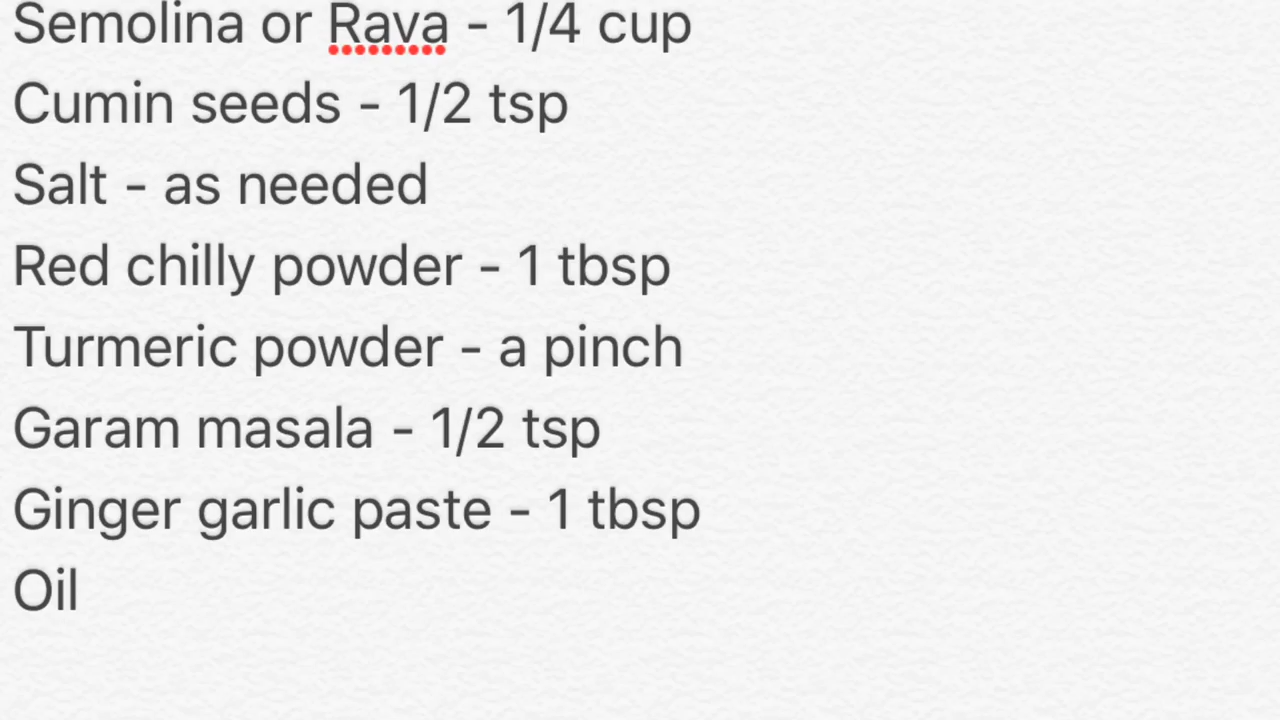 Semolina or Rava - 1/4 cup
Cumin seeds - 1/2 tsp
Salt - as needed
Red chilly powder - 1 tbsp
Turmeric powder - a pinch
Garam masala - 1/2 tsp
Ginger garlic paste - 1 tbsp
Oil